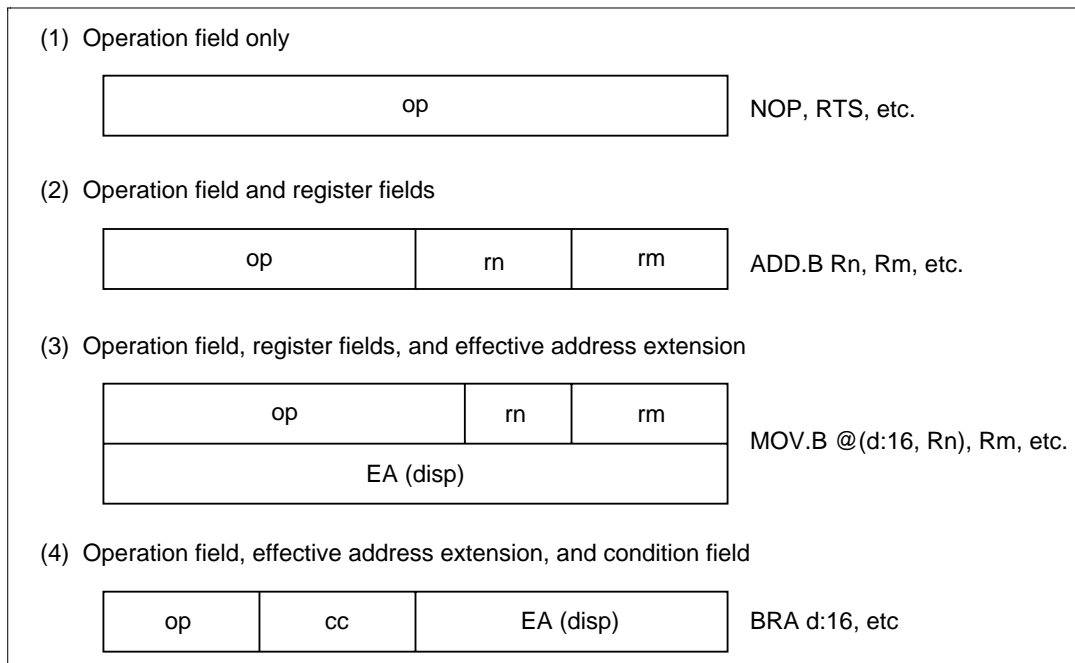 (1) Operation field only
op
NOP, RTS, etc.
(2) Operation field and register fields
op rn rm
ADD.B Rn, Rm, etc.
(3) Operation field, register fields, and effective address extension
op rn rm
EA (disp)
MOV.B @(d:16, Rn), Rm, etc.
(4) Operation field, effective address extension, and condition field
op cc EA (disp)
BRA d:16, etc